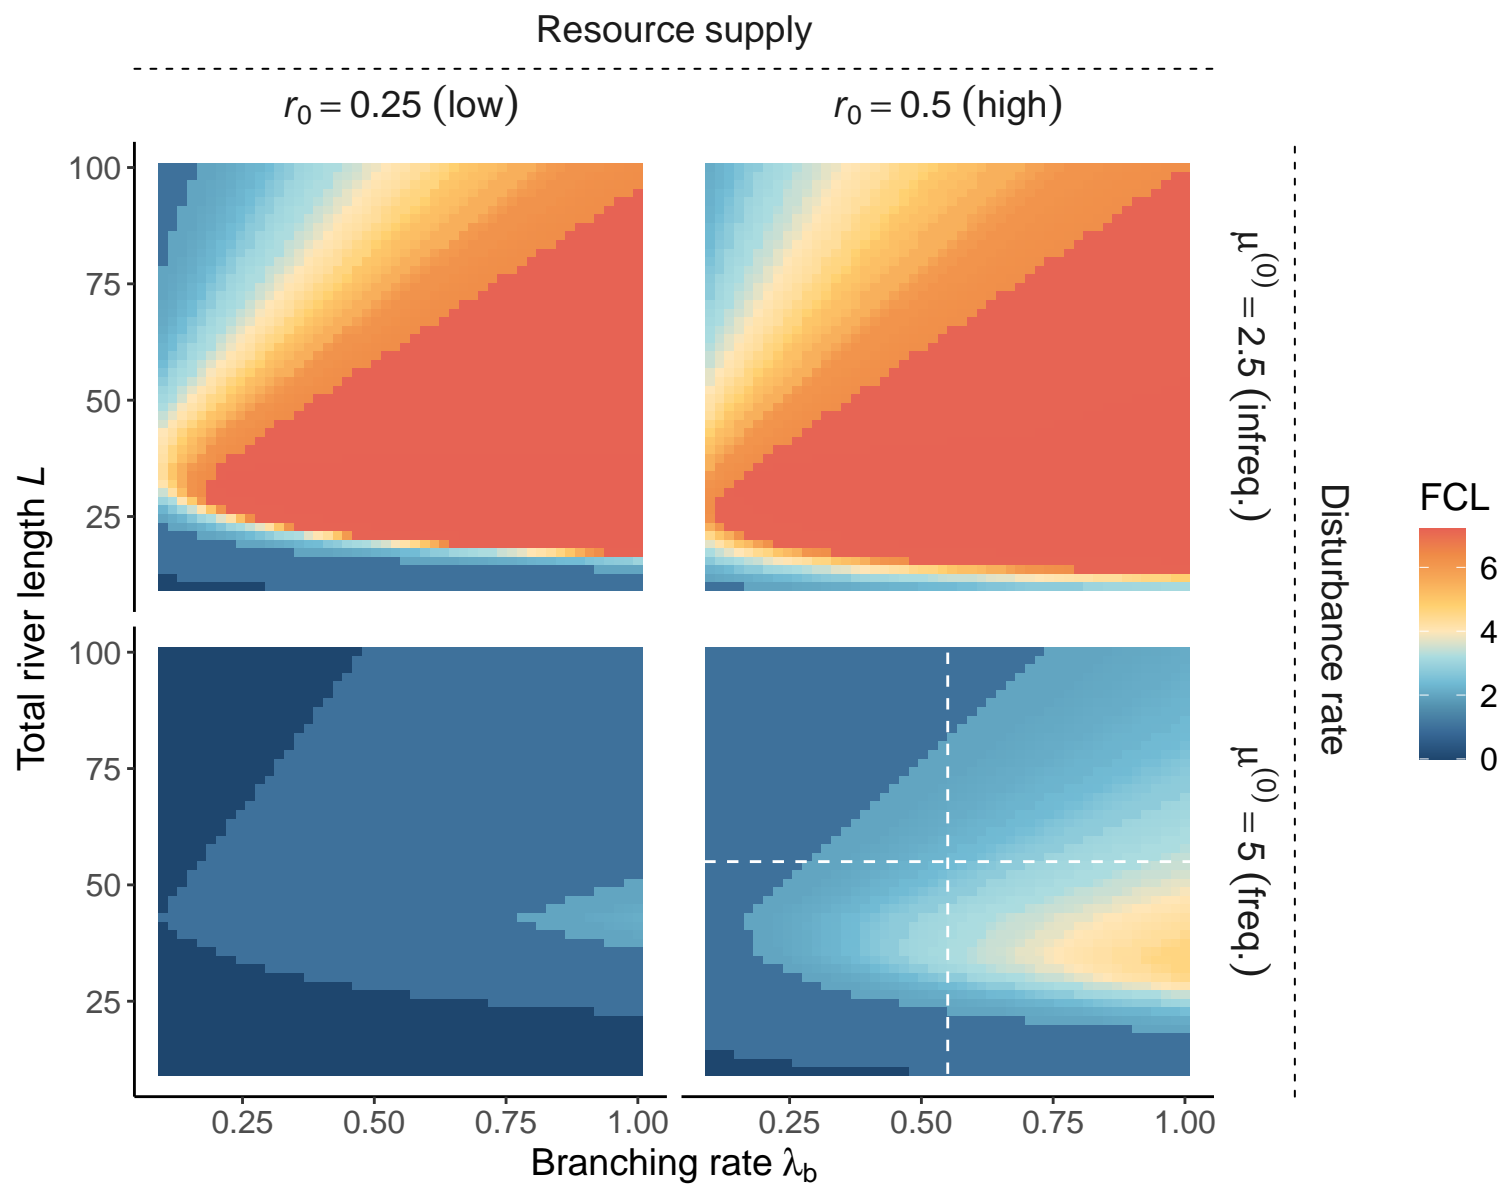 Resource supply
r₀ = 0.25 (low)
r₀ = 0.5 (high)
100
75
50
25
100
75
50
25
Total river length L
0.25 0.50 0.75 1.00
0.25 0.50 0.75 1.00
Branching rate λ_b
μ⁽⁰⁾ = 2.5 (infreq.)
μ⁽⁰⁾ = 5 (freq.)
Disturbance rate
FCL
6
4
2
0